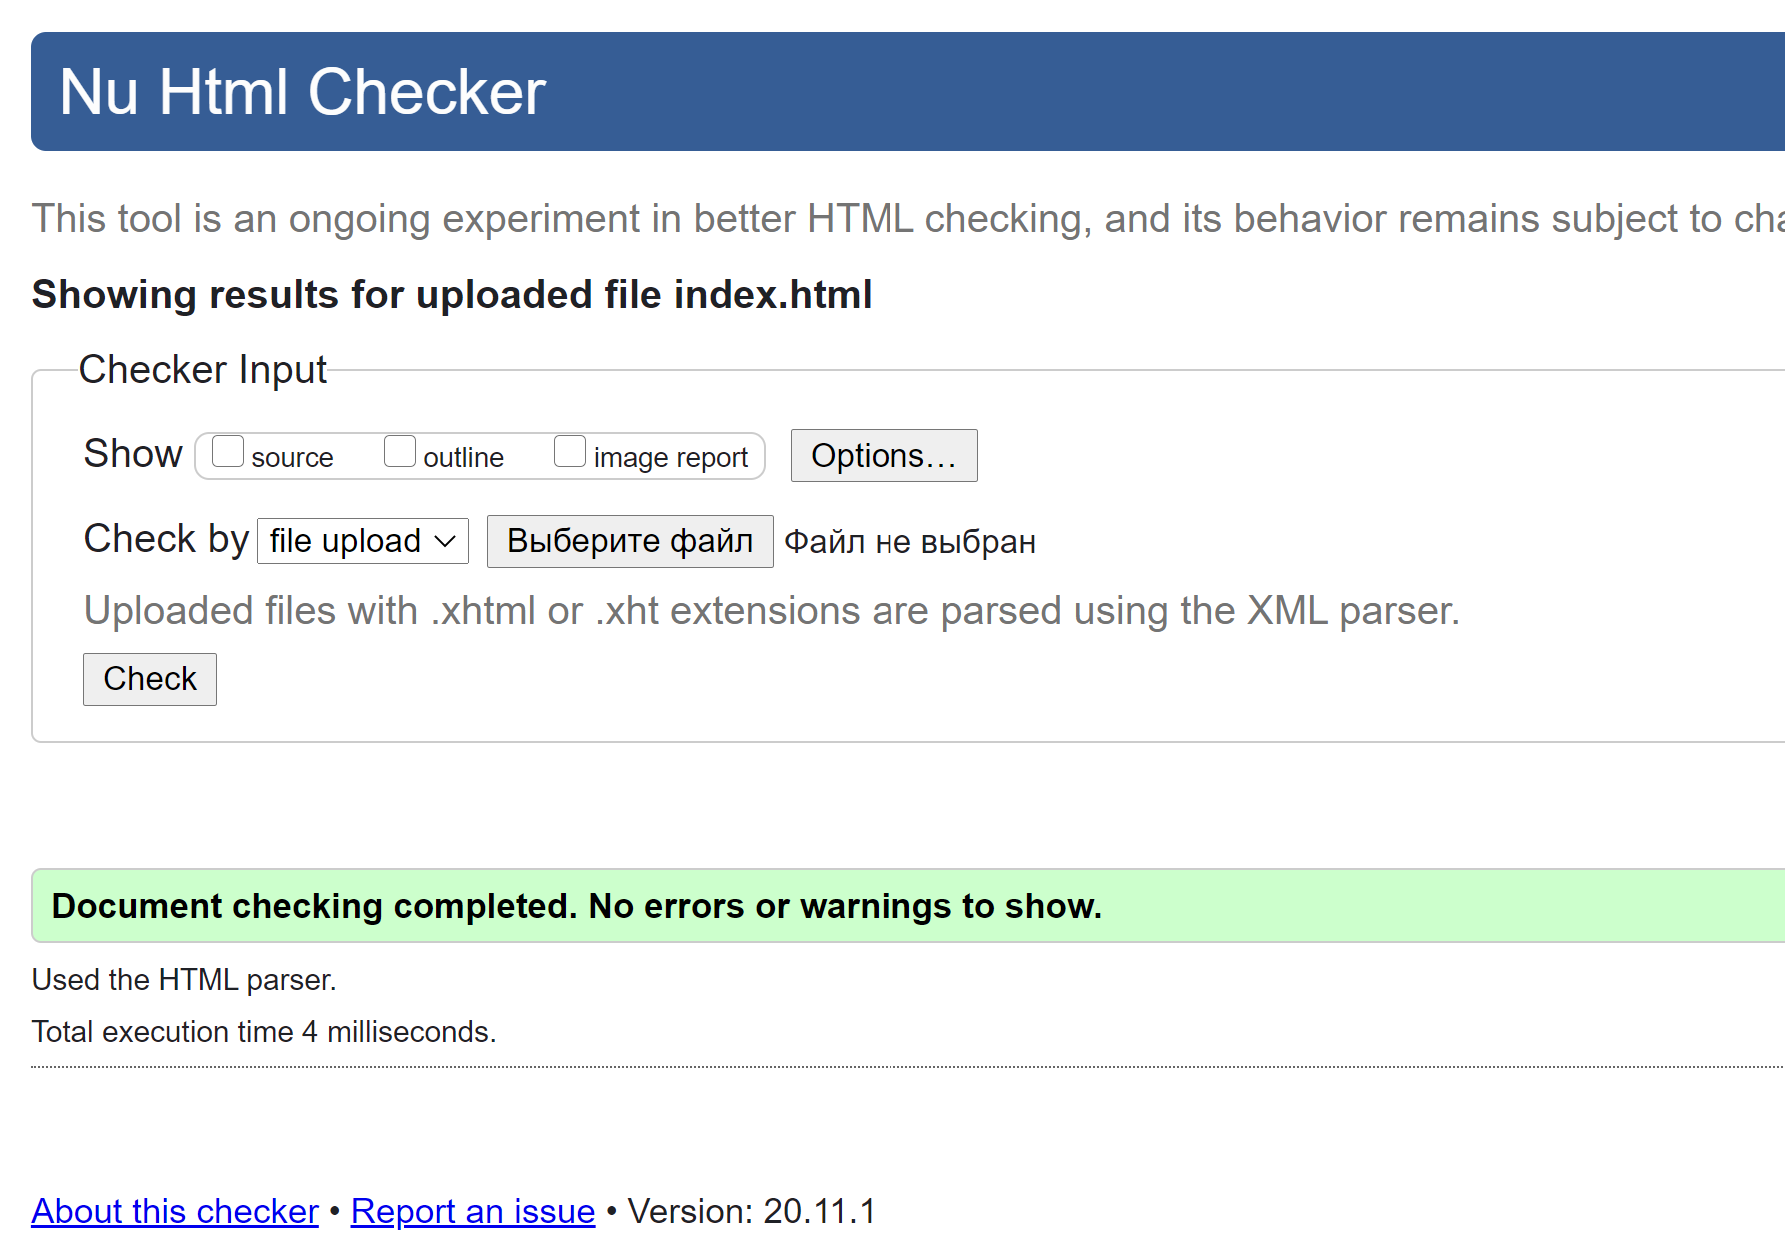 Nu Html Checker
This tool is an ongoing experiment in better HTML checking, and its behavior remains subject to
Showing results for uploaded file index.html
Checker Input
Show source outline image report Options…
Check by file upload Выберите файл Файл не выбран
Uploaded files with .xhtml or .xht extensions are parsed using the XML parser.
Check
Document checking completed. No errors or warnings to show.
Used the HTML parser.
Total execution time 4 milliseconds.
About this checker • Report an issue • Version: 20.11.1